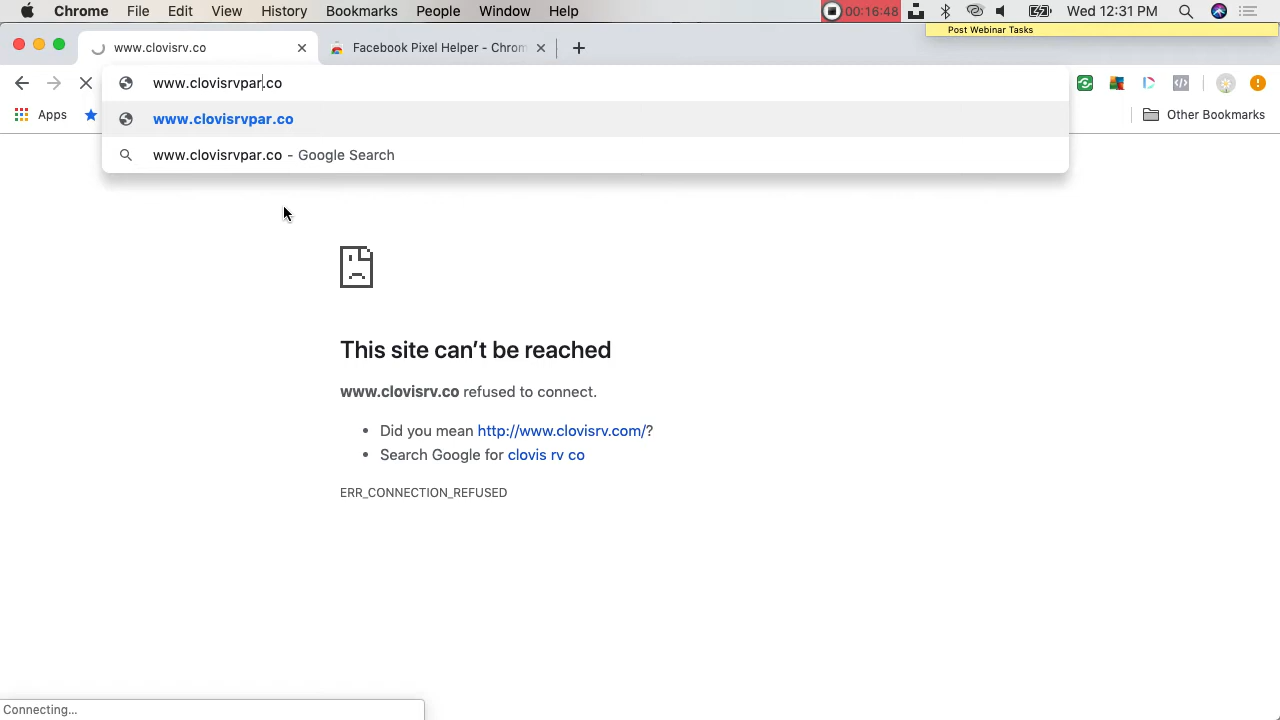 Chrome File Edit View History Bookmarks People Window Help 00:16:48 Wed 12:31 PM
Post Webinar Tasks
www.clovisrv.co Facebook Pixel Helper - Chrom
www.clovisrvpar.co
Apps Other Bookmarks
www.clovisrvpar.co
www.clovisrvpar.co - Google Search
This site can't be reached
www.clovisrv.co refused to connect.
• Did you mean http://www.clovisrv.com/?
• Search Google for clovis rv co
ERR_CONNECTION_REFUSED
Connecting...